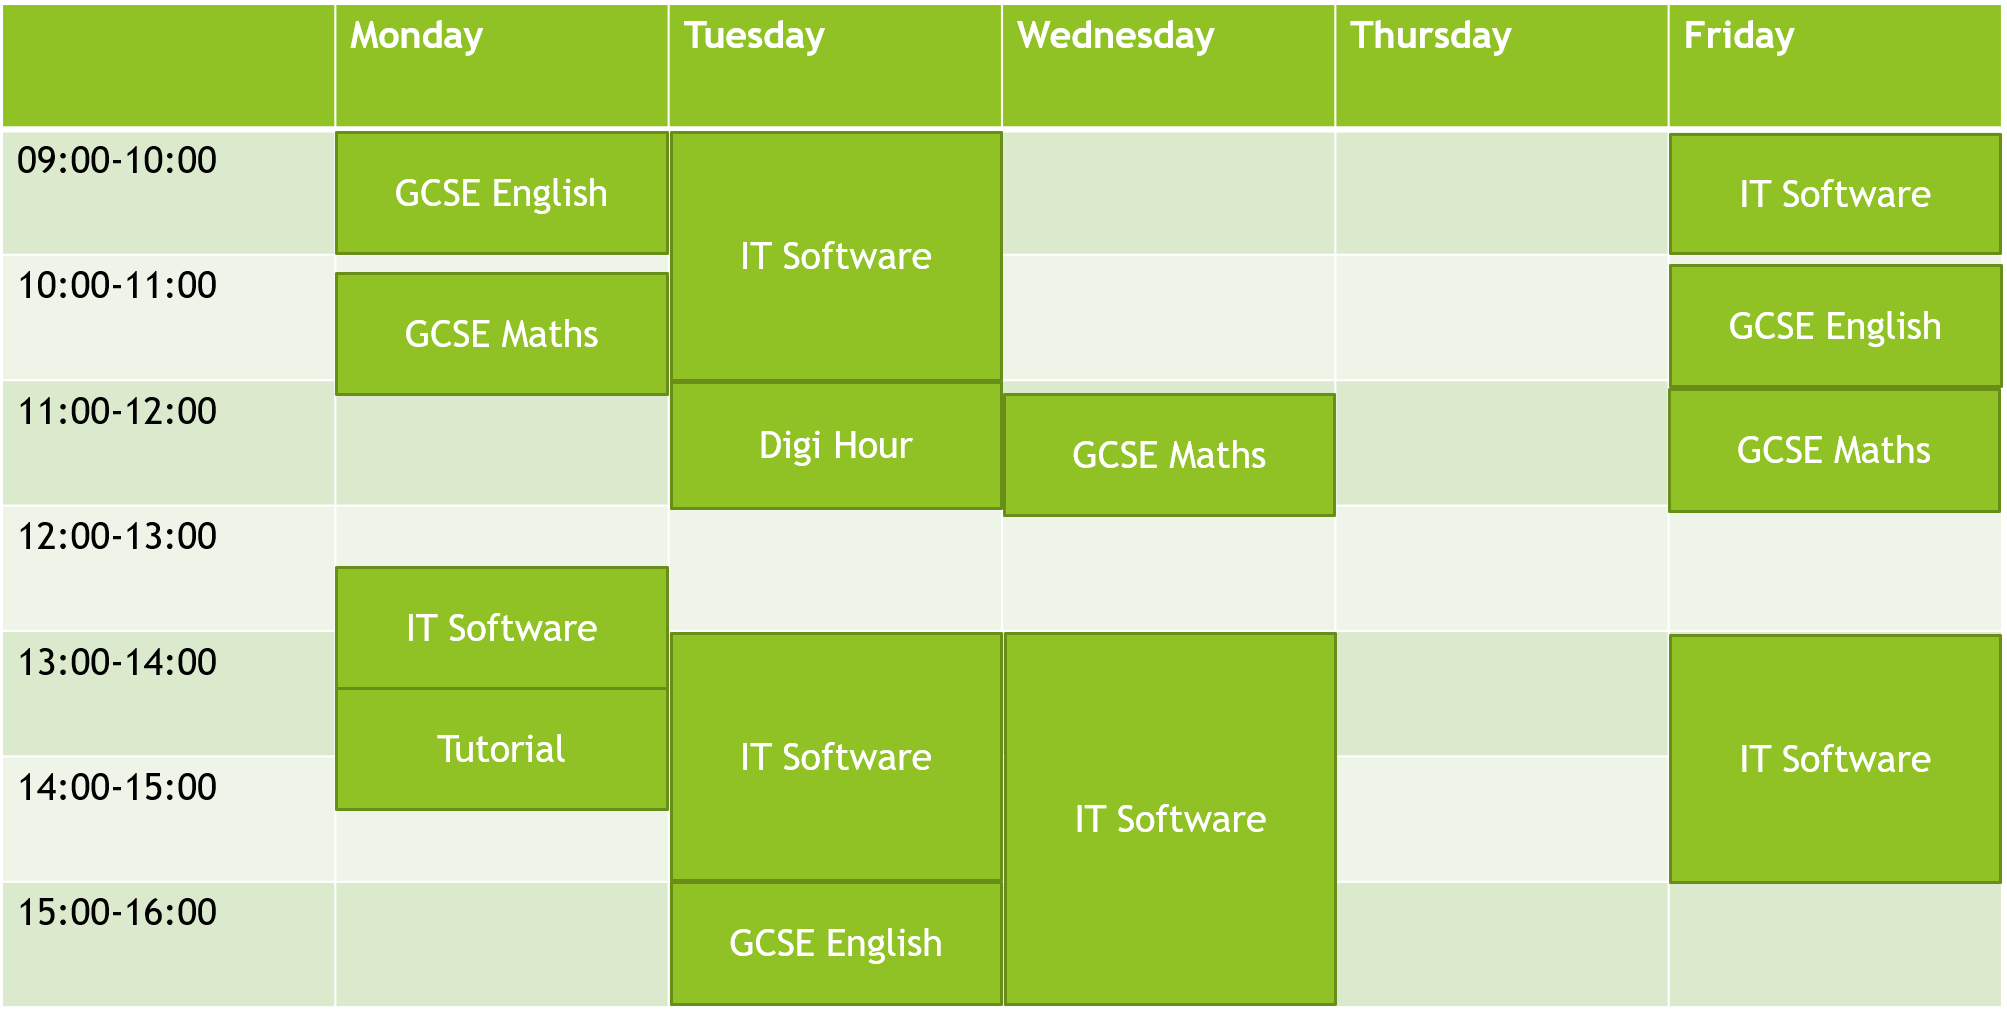 Monday Tuesday Wednesday Thursday Friday
09:00-10:00
GCSE English
IT Software
IT Software
10:00-11:00
GCSE Maths
GCSE English
11:00-12:00
Digi Hour
GCSE Maths
GCSE Maths
12:00-13:00
IT Software
13:00-14:00
Tutorial
IT Software
IT Software
IT Software
14:00-15:00
15:00-16:00
GCSE English